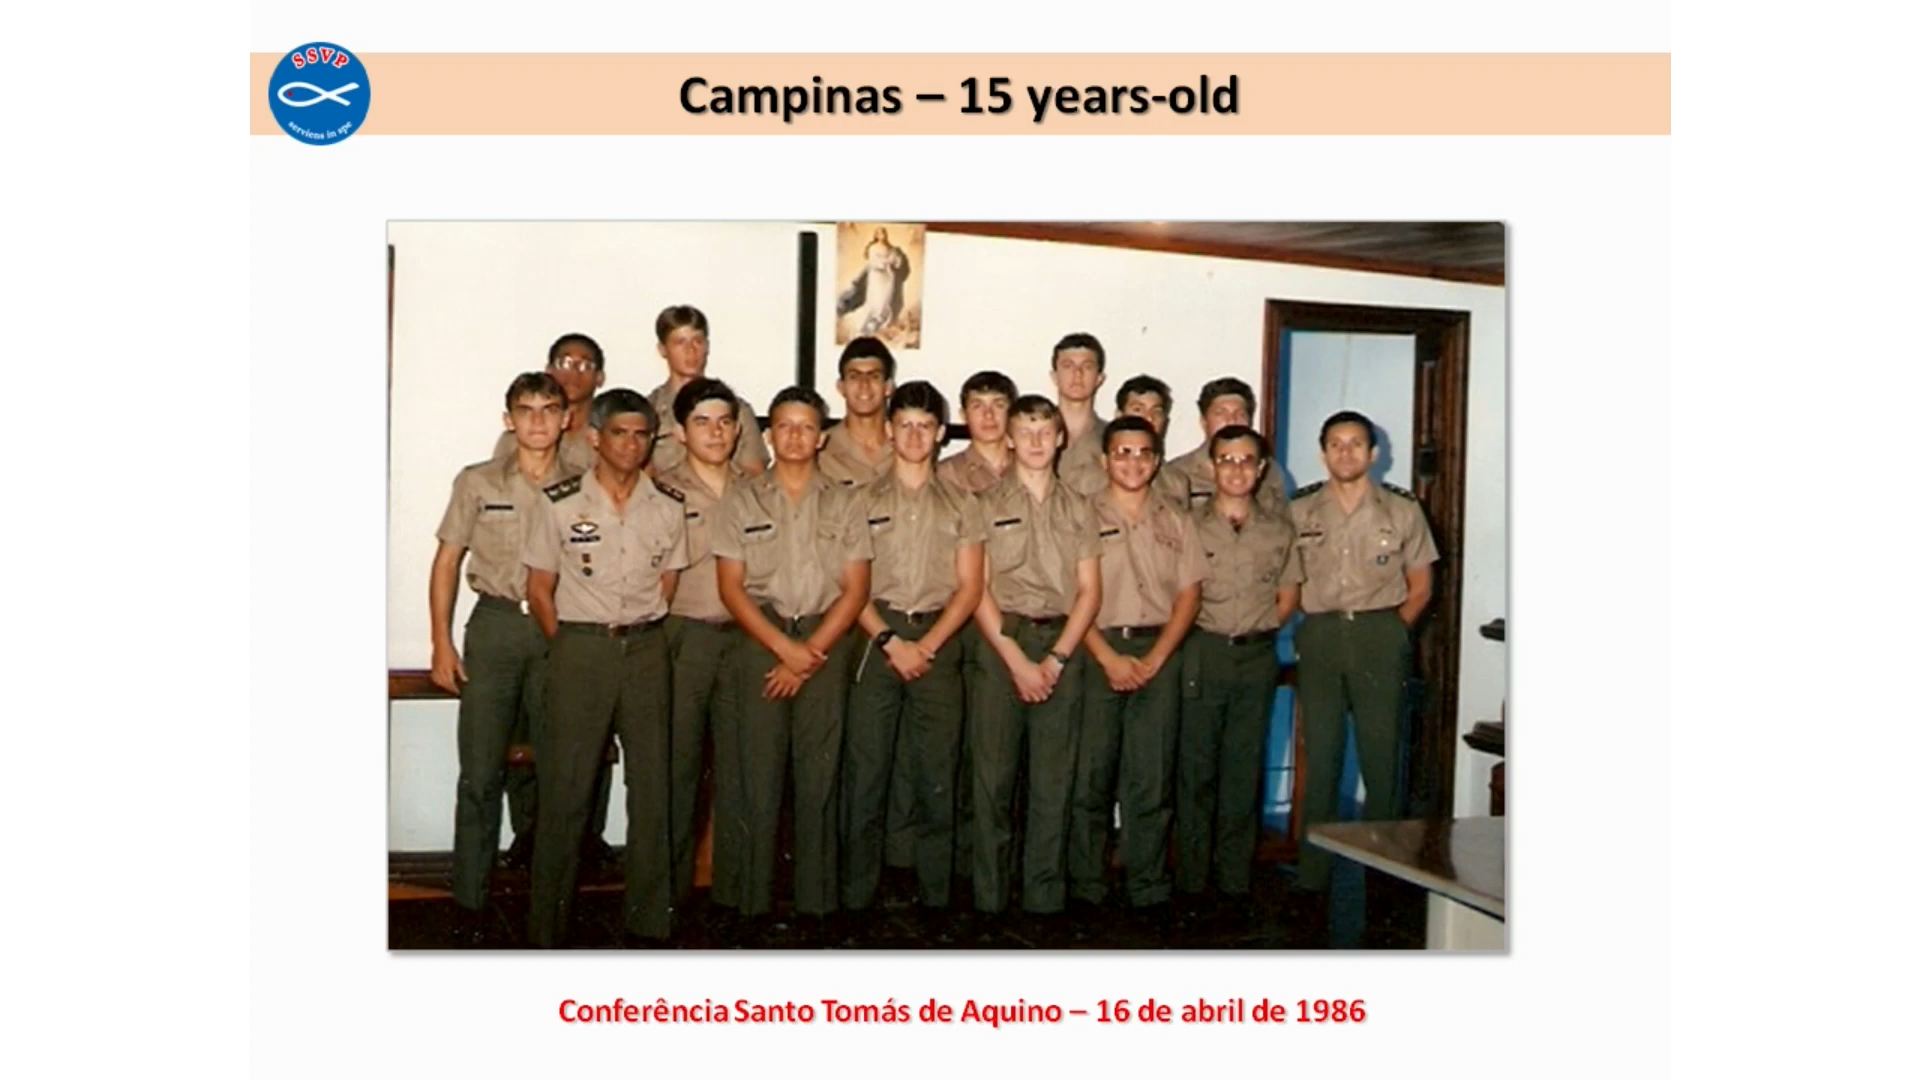 SSVP
serviens in spe
Campinas – 15 years-old
Conferência Santo Tomás de Aquino – 16 de abril de 1986